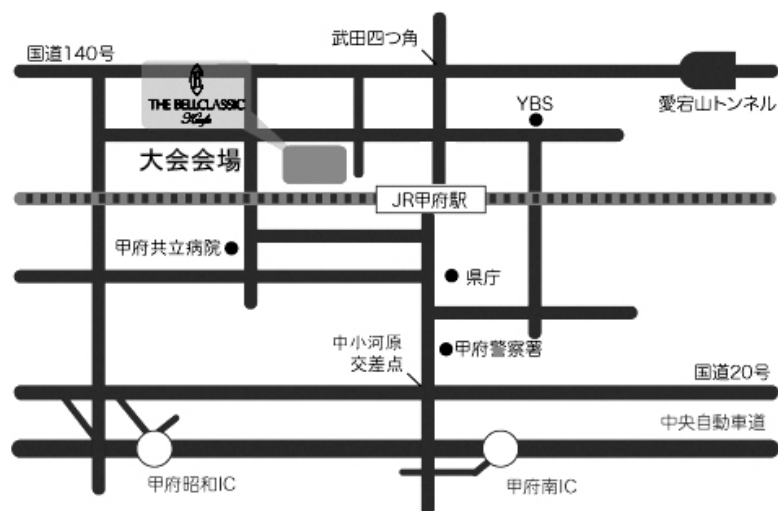 国道140号
武田四つ角
愛宕山トンネル
THE BELLCLASSIC
Kofu
YBS
大会会場
JR甲府駅
甲府共立病院
県庁
中小河原
交差点
甲府警察署
国道20号
中央自動車道
甲府昭和IC
甲府南IC